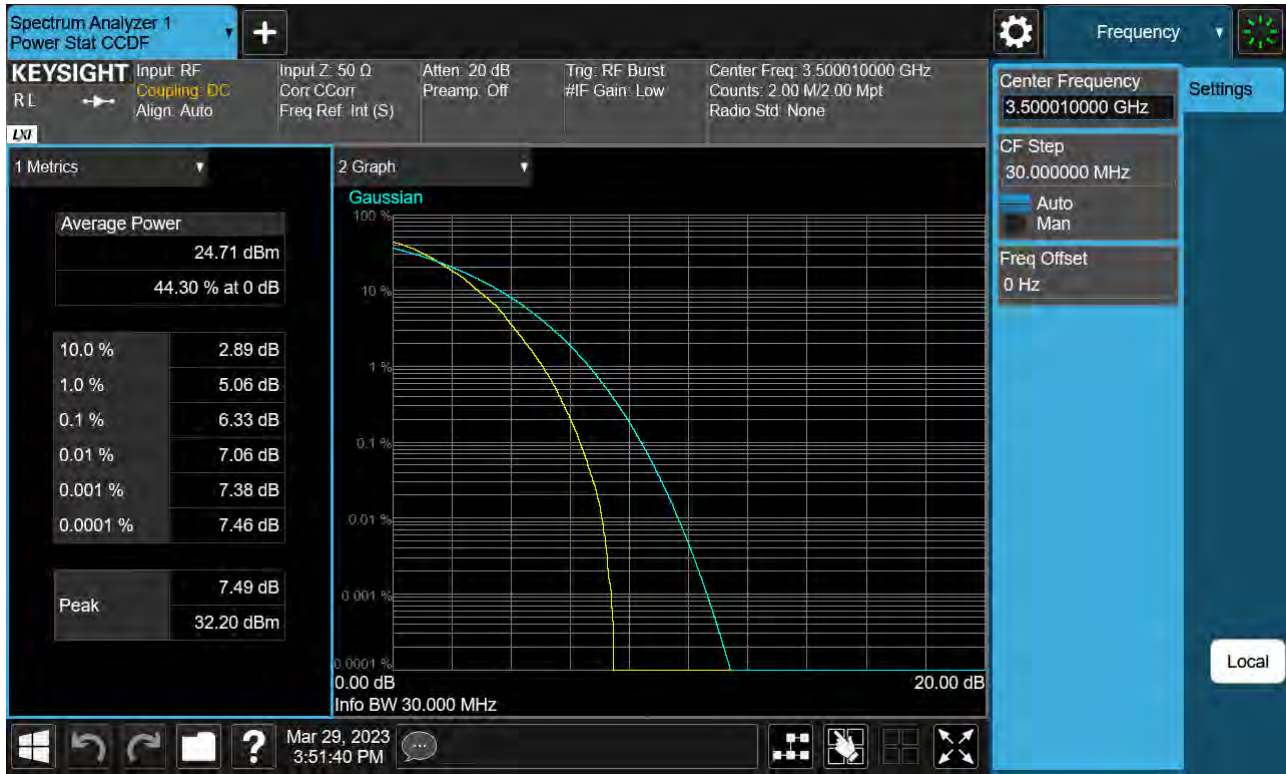 Spectrum Analyzer 1
Power Stat CCDF
Frequency
KEYSIGHT
RL
LXI
Input: RF
Coupling: DC
Align: Auto
Input Z: 50 Ω
Corr CCorr
Freq Ref: Int (S)
Atten: 20 dB
Preamp: Off
Trig: RF Burst
#IF Gain: Low
Center Freq: 3.500010000 GHz
Counts: 2.00 M/2.00 Mpt
Radio Std: None
Center Frequency
3.500010000 GHz
Settings
CF Step
30.000000 MHz
Auto
Man
Freq Offset
0 Hz
Local
1 Metrics
Average Power
24.71 dBm
44.30 % at 0 dB
10.0 % 2.89 dB
1.0 % 5.06 dB
0.1 % 6.33 dB
0.01 % 7.06 dB
0.001 % 7.38 dB
0.0001 % 7.46 dB
Peak
7.49 dB
32.20 dBm
2 Graph
Gaussian
100 %
10 %
1 %
0.1 %
0.01 %
0.001 %
0.0001 %
0.00 dB
20.00 dB
Info BW 30.000 MHz
?
Mar 29, 2023
3:51:40 PM